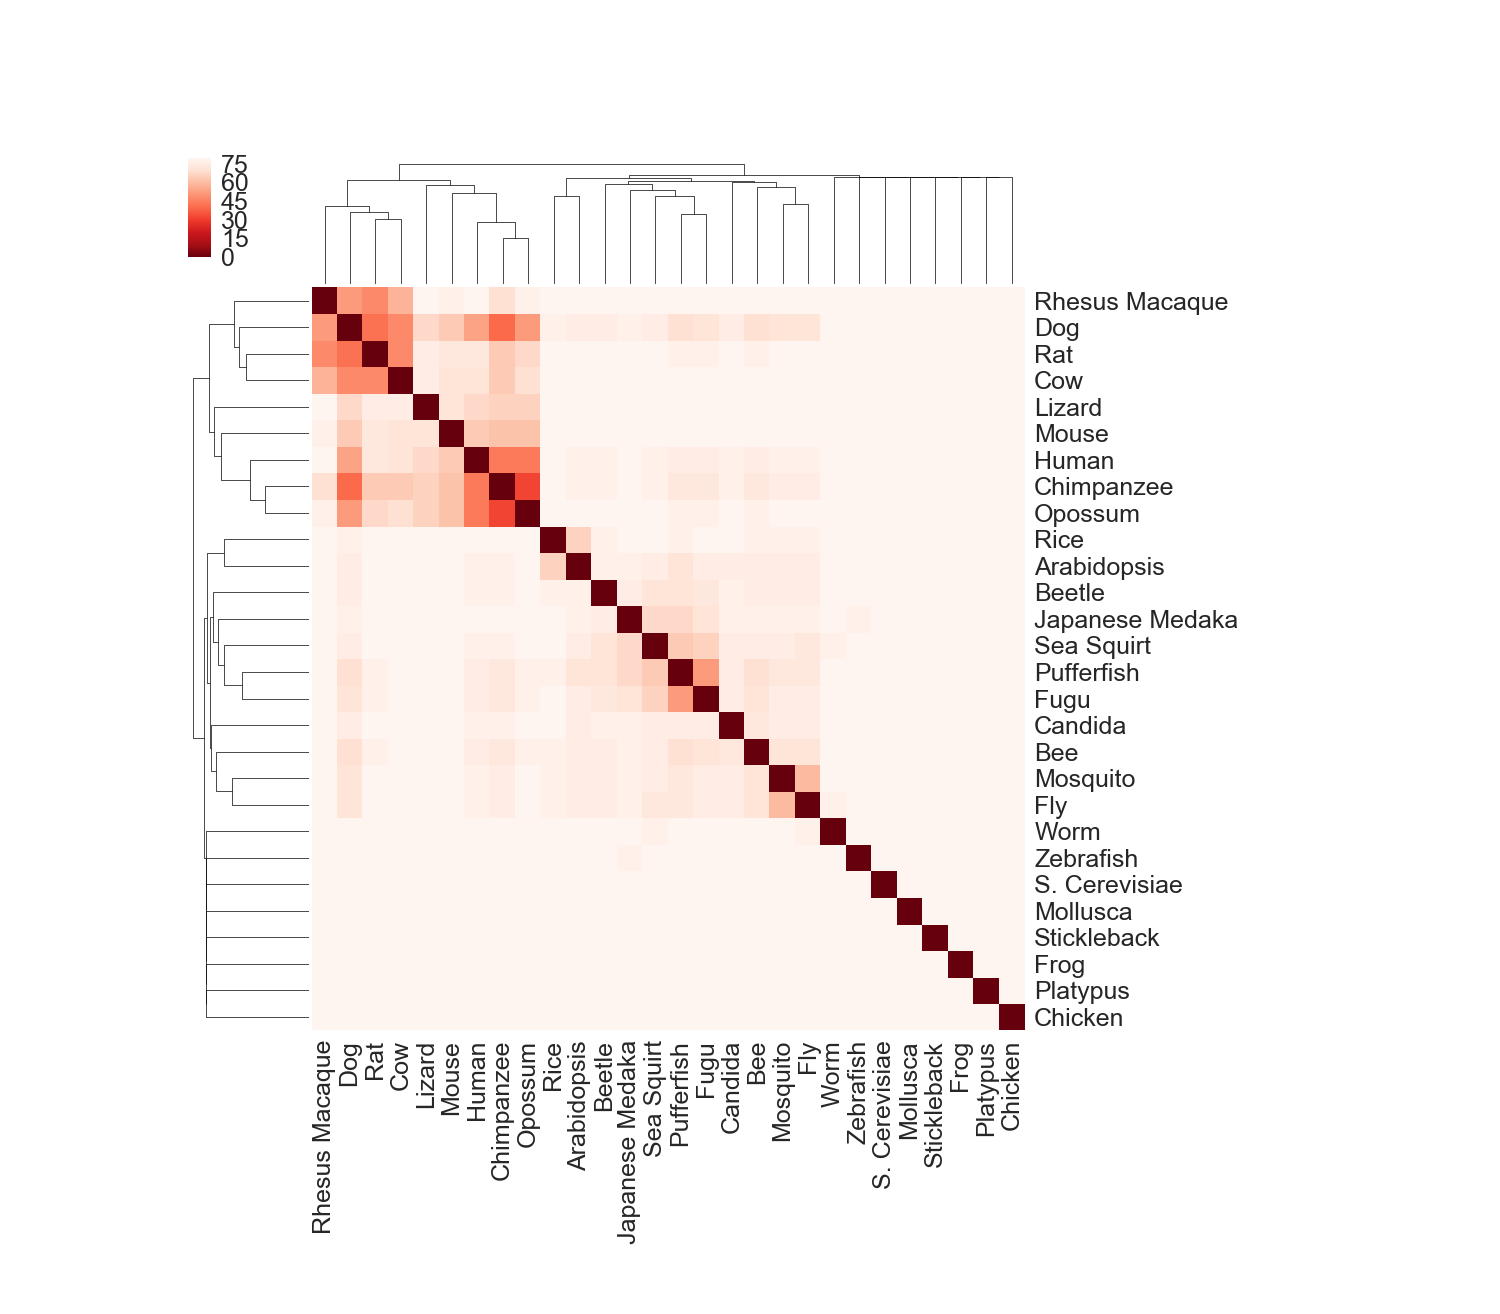 75
60
45
30
15
0
Rhesus Macaque
Dog
Rat
Cow
Lizard
Mouse
Human
Chimpanzee
Opossum
Rice
Arabidopsis
Beetle
Japanese Medaka
Sea Squirt
Pufferfish
Fugu
Candida
Bee
Mosquito
Fly
Worm
Zebrafish
S. Cerevisiae
Mollusca
Stickleback
Frog
Platypus
Chicken
Rhesus Macaque
Dog
Rat
Cow
Lizard
Mouse
Human
Chimpanzee
Opossum
Rice
Arabidopsis
Beetle
Japanese Medaka
Sea Squirt
Pufferfish
Fugu
Candida
Bee
Mosquito
Fly
Worm
Zebrafish
S. Cerevisiae
Mollusca
Stickleback
Frog
Platypus
Chicken